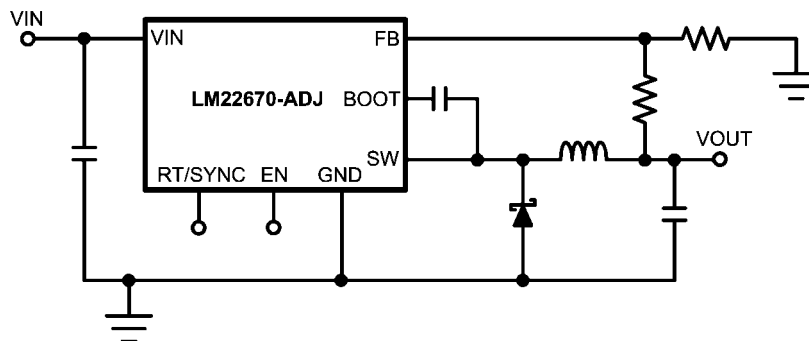 VIN
VIN
FB
LM22670-ADJ
BOOT
VOUT
SW
RT/SYNC
EN
GND